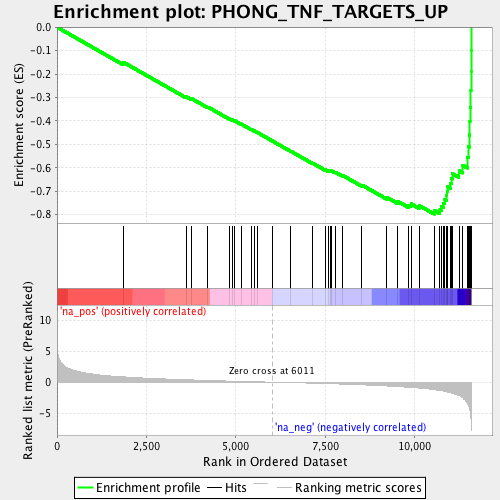 Enrichment plot: PHONG_TNF_TARGETS_UP
Enrichment score (ES)
0.0
-0.1
-0.2
-0.3
-0.4
-0.5
-0.6
-0.7
-0.8
'na_pos' (positively correlated)
Ranked list metric (PreRanked)
10
5
0
-5
Zero cross at 6011
'na_neg' (negatively correlated)
0 2,500 5,000 7,500 10,000
Rank in Ordered Dataset
Enrichment profile Hits Ranking metric scores